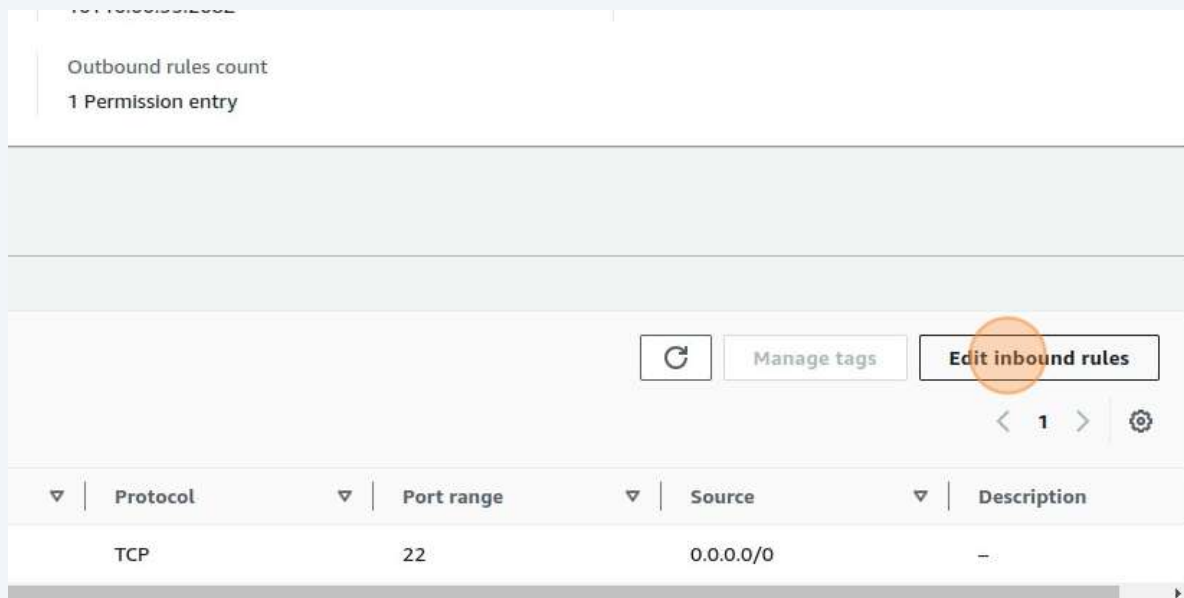 Outbound rules count
1 Permission entry
Manage tags
Edit inbound rules
1
Protocol
Port range
Source
Description
TCP
22
0.0.0.0/0
–